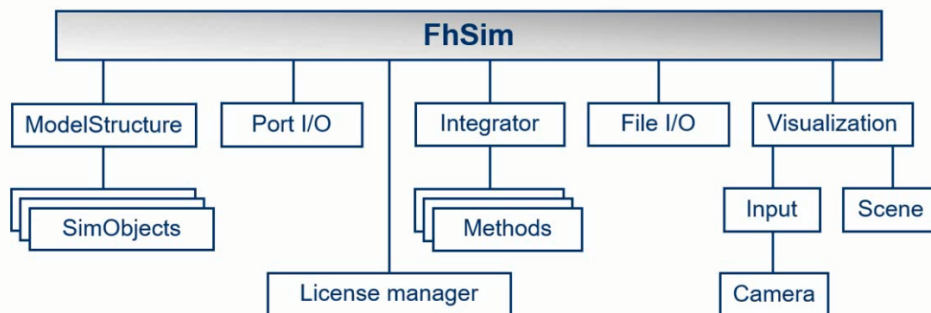 FhSim
ModelStructure
Port I/O
Integrator
File I/O
Visualization
SimObjects
Methods
Input
Scene
License manager
Camera